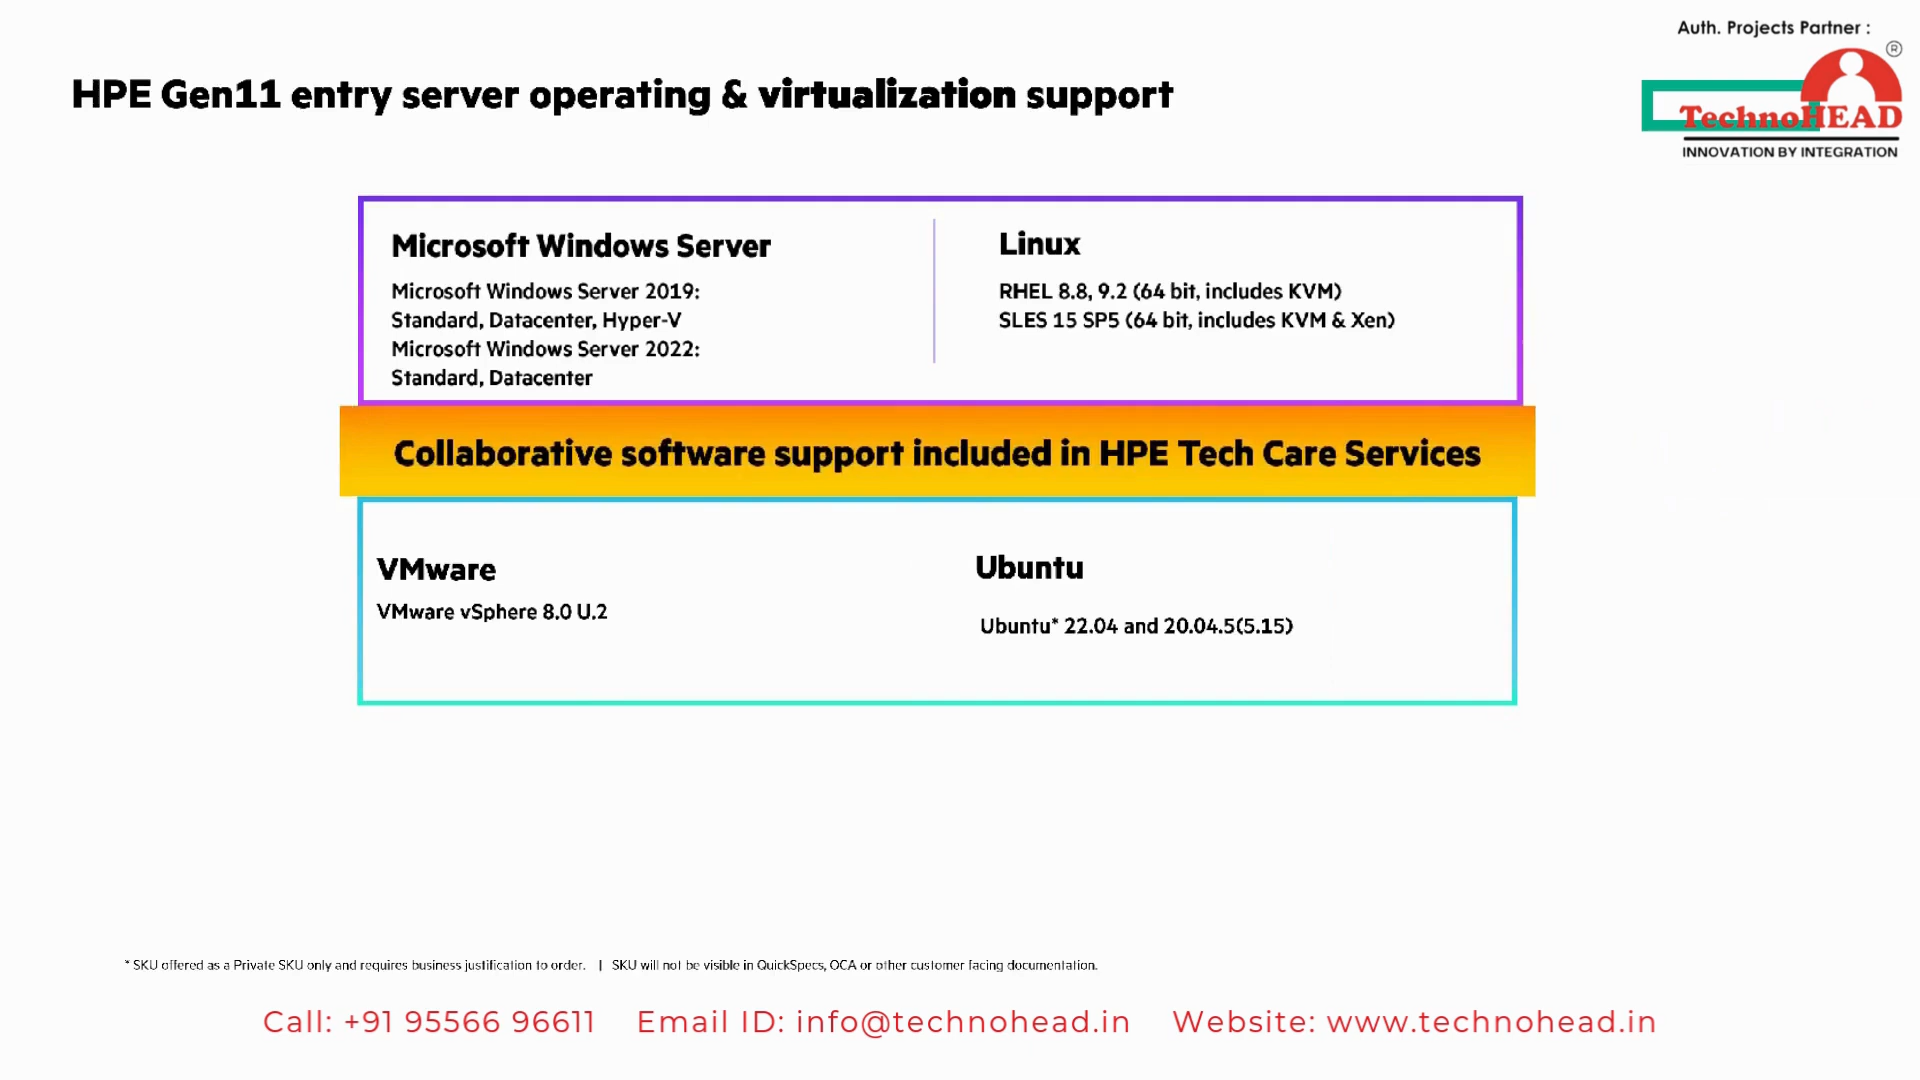 Auth. Projects Partner :
HPE Gen11 entry server operating & virtualization support
®
TechnoHEAD
INNOVATION BY INTEGRATION
Microsoft Windows Server
Microsoft Windows Server 2019:
Standard, Datacenter, Hyper-V
Microsoft Windows Server 2022:
Standard, Datacenter
Linux
RHEL 8.8, 9.2 (64 bit, includes KVM)
SLES 15 SP5 (64 bit, includes KVM & Xen)
Collaborative software support included in HPE Tech Care Services
VMware
VMware vSphere 8.0 U.2
Ubuntu
Ubuntu* 22.04 and 20.04.5(5.15)
* SKU offered as a Private SKU only and requires business justification to order. | SKU will not be visible in QuickSpecs, OCA or other customer facing documentation.
Call: +91 95566 96611 Email ID: info@technohead.in Website: www.technohead.in